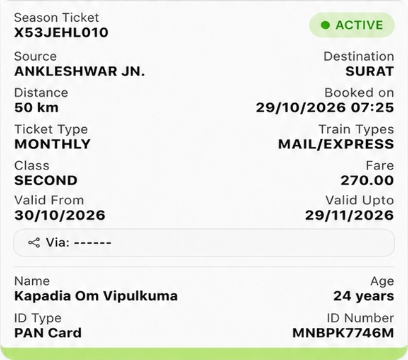 Season Ticket
X53JEHL010
ACTIVE
Source Destination
ANKLESHWAR JN. SURAT
Distance Booked on
50 km 29/10/2026 07:25
Ticket Type Train Types
MONTHLY MAIL/EXPRESS
Class Fare
SECOND 270.00
Valid From Valid Upto
30/10/2026 29/11/2026
Via: ------
Name Age
Kapadia Om Vipulkuma 24 years
ID Type ID Number
PAN Card MNBPK7746M